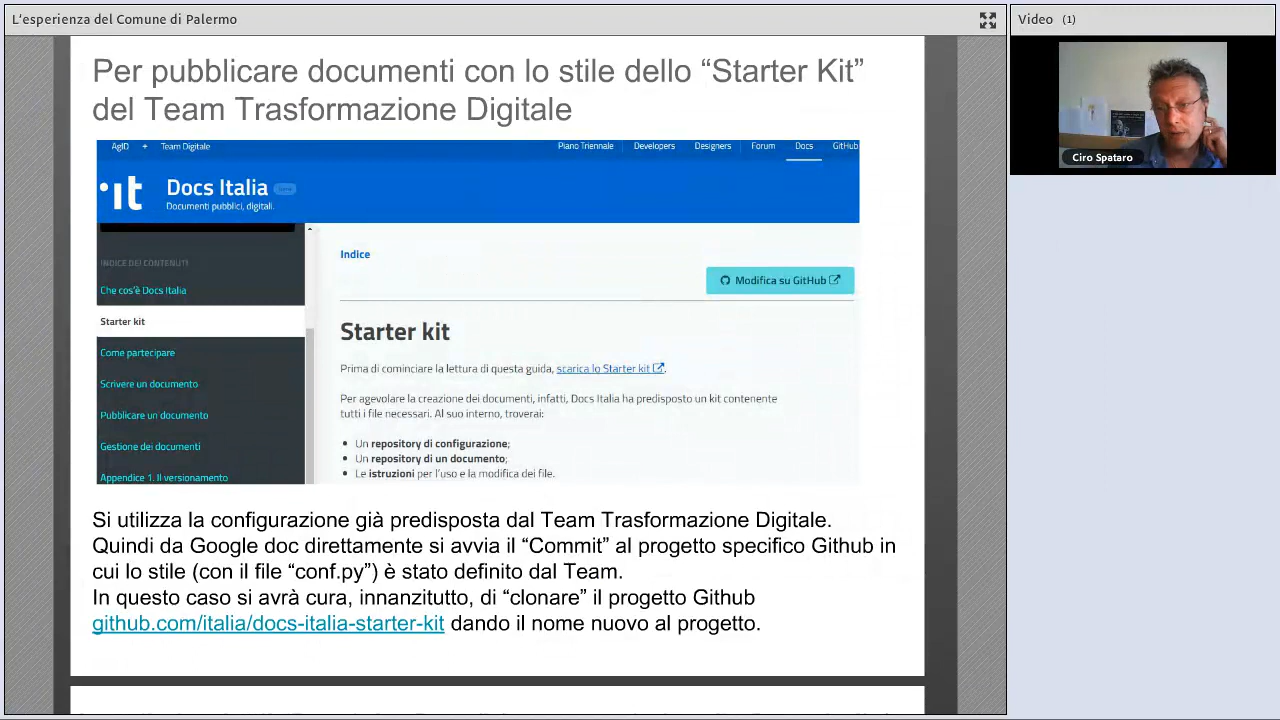 L'esperienza del Comune di Palermo
Video (1)
Ciro Spataro
Per pubblicare documenti con lo stile dello “Starter Kit”
del Team Trasformazione Digitale
AgID + Team Digitale
Piano Triennale Developers Designers Forum Docs GitHub
.it
Docs Italia
Documenti pubblici, digitali.
INDICE DEI CONTENUTI
Che cos'è Docs Italia
Starter kit
Come partecipare
Scrivere un documento
Pubblicare un documento
Gestione dei documenti
Appendice 1. Il versionamento
Indice
Modifica su GitHub
Starter kit
Prima di cominciare la lettura di questa guida, scarica lo Starter kit.
Per agevolare la creazione dei documenti, infatti, Docs Italia ha predisposto un kit contenente
tutti i file necessari. Al suo interno, troverai:
• Un repository di configurazione;
• Un repository di un documento;
• Le istruzioni per l'uso e la modifica dei file.
Si utilizza la configurazione già predisposta dal Team Trasformazione Digitale.
Quindi da Google doc direttamente si avvia il “Commit” al progetto specifico Github in
cui lo stile (con il file “conf.py”) è stato definito dal Team.
In questo caso si avrà cura, innanzitutto, di “clonare” il progetto Github
github.com/italia/docs-italia-starter-kit dando il nome nuovo al progetto.